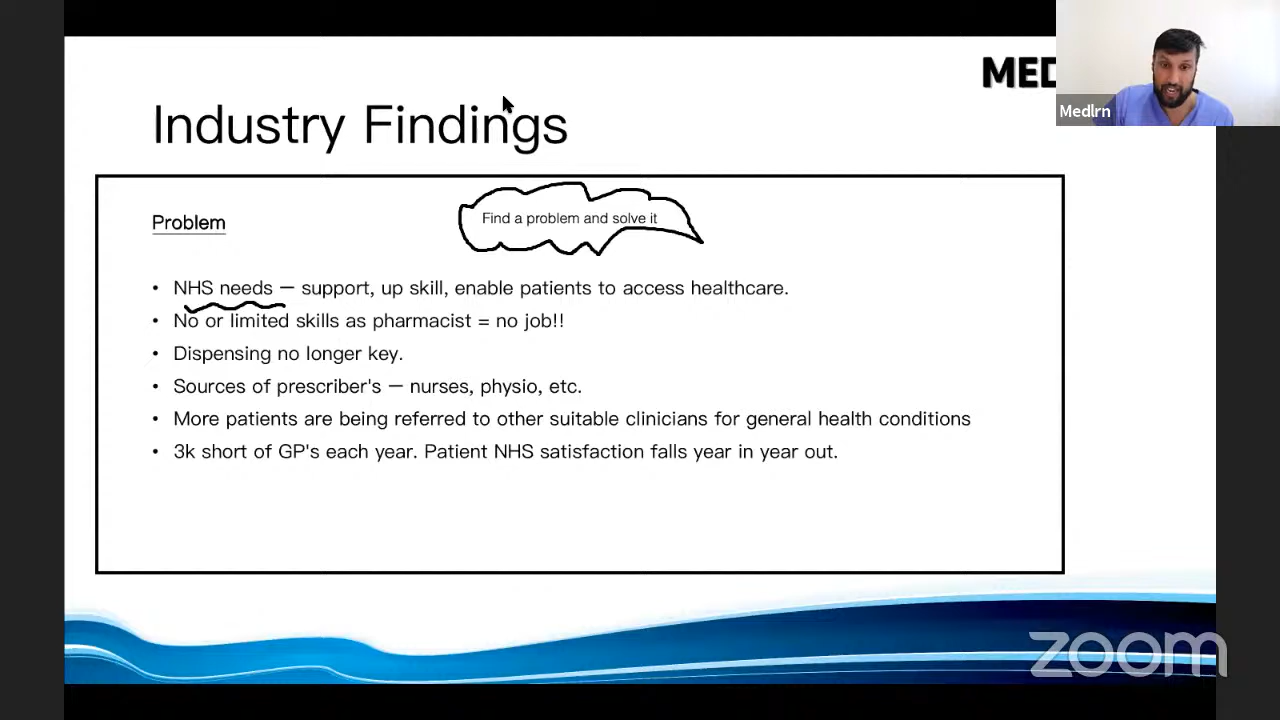 MED
Medlrn
Industry Findings
Problem
Find a problem and solve it
• NHS needs – support, up skill, enable patients to access healthcare.
• No or limited skills as pharmacist = no job!!
• Dispensing no longer key.
• Sources of prescriber's – nurses, physio, etc.
• More patients are being referred to other suitable clinicians for general health conditions
• 3k short of GP's each year. Patient NHS satisfaction falls year in year out.
zoom